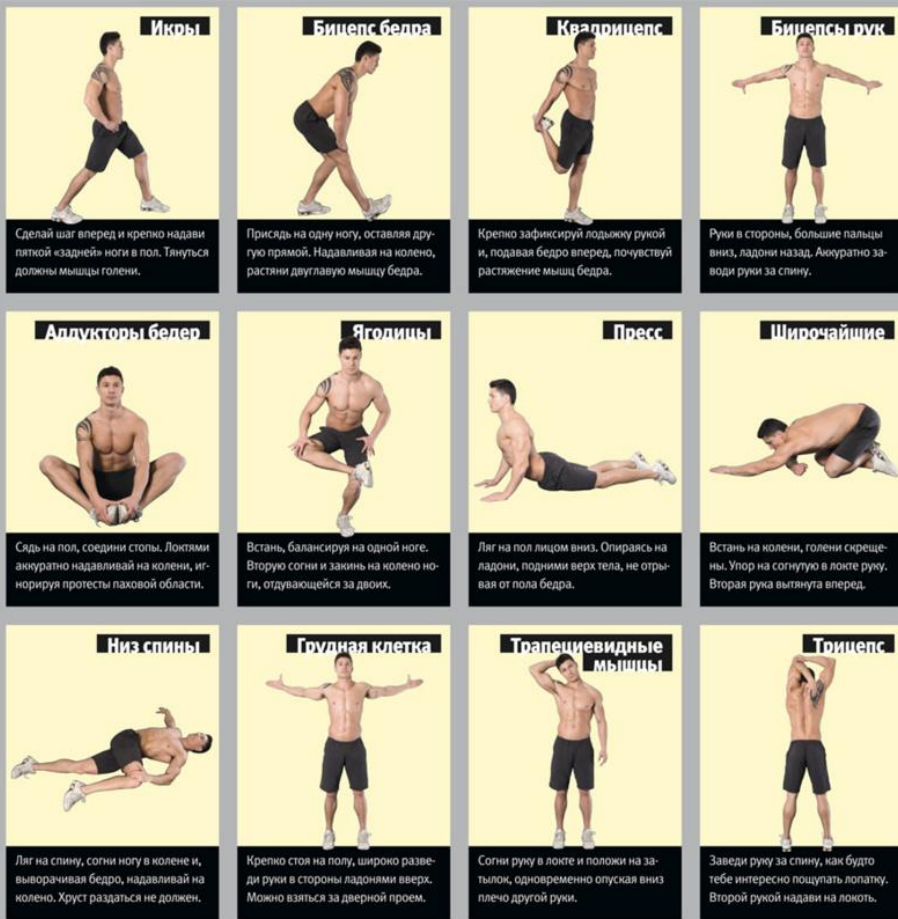 Икры
Сделай шаг вперед и крепко надави
пяткой «задней» ноги в пол. Тянуться
должны мышцы голени.
Бицепс бедра
Присядь на одну ногу, оставляя дру-
гую прямой. Надавливая на колено,
растяни двуглавую мышцу бедра.
Квадрицепс
Крепко зафиксируй лодыжку рукой
и, подавая бедро вперед, почувствуй
растяжение мышц бедра.
Бицепсы рук
Руки в стороны, большие пальцы
вниз, ладони назад. Аккуратно за-
води руки за спину.
Аддукторы бедер
Сядь на пол, соедини стопы. Локтями
аккуратно надавливай на колени, иг-
норируя протесты паховой области.
Ягодицы
Встань, балансируя на одной ноге.
Вторую согни и закинь на колено но-
ги, отдувающейся за двоих.
Пресс
Ляг на пол лицом вниз. Опираясь на
ладони, подними верх тела, не отры-
вая от пола бедра.
Широчайшие
Встань на колени, голени скреще-
ны. Упор на согнутую в локте руку.
Вторая рука вытянута вперед.
Низ спины
Ляг на спину, согни ногу в колене и,
выворачивая бедро, надавливай на
колено. Хруст раздаться не должен.
Грудная клетка
Крепко стоя на полу, широко разве-
ди руки в стороны ладонями вверх.
Можно взяться за дверной проем.
Трапециевидные
мышцы
Согни руку в локте и положи на за-
тылок, одновременно опуская вниз
плечо другой руки.
Трицепс
Заведи руку за спину, как будто
тебе интересно пощупать лопатку.
Второй рукой надави на локоть.